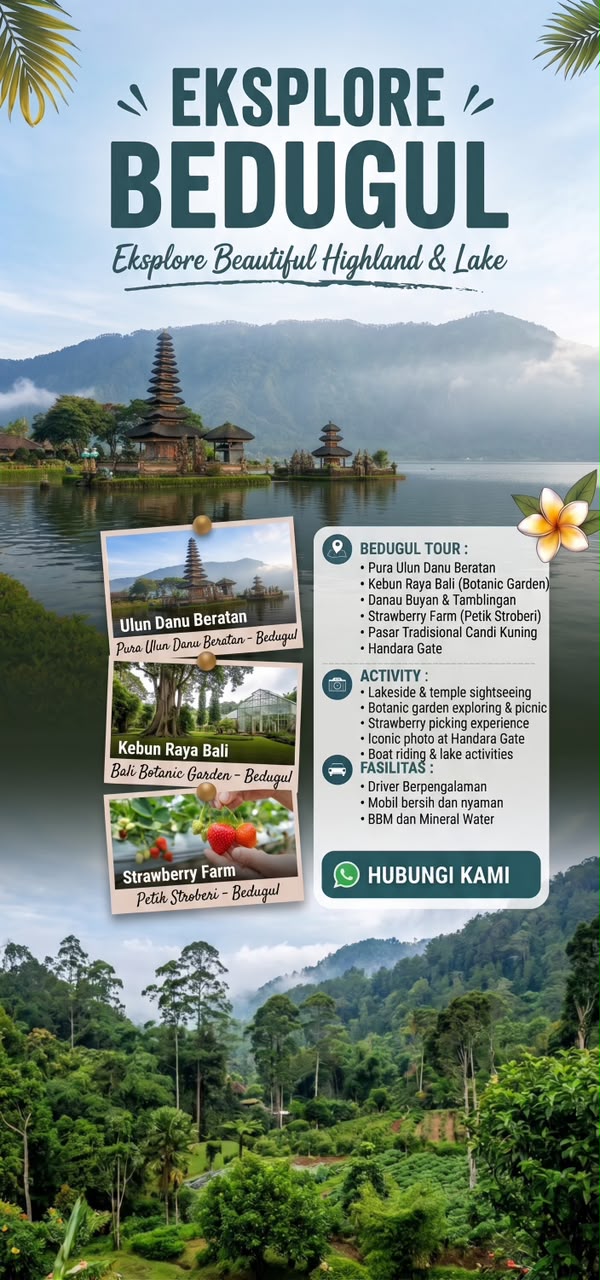 EKSPLORE
BEDUGUL
Eksplore Beautiful Highland & Lake
Ulun Danu Beratan
Pura Ulun Danu Beratan - Bedugul
Kebun Raya Bali
Bali Botanic Garden - Bedugul
Strawberry Farm
Petik Stroberi - Bedugul
BEDUGUL TOUR :
• Pura Ulun Danu Beratan
• Kebun Raya Bali (Botanic Garden)
• Danau Buyan & Tamblingan
• Strawberry Farm (Petik Stroberi)
• Pasar Tradisional Candi Kuning
• Handara Gate
ACTIVITY :
• Lakeside & temple sightseeing
• Botanic garden exploring & picnic
• Strawberry picking experience
• Iconic photo at Handara Gate
• Boat riding & lake activities
FASILITAS :
• Driver Berpengalaman
• Mobil bersih dan nyaman
• BBM dan Mineral Water
HUBUNGI KAMI